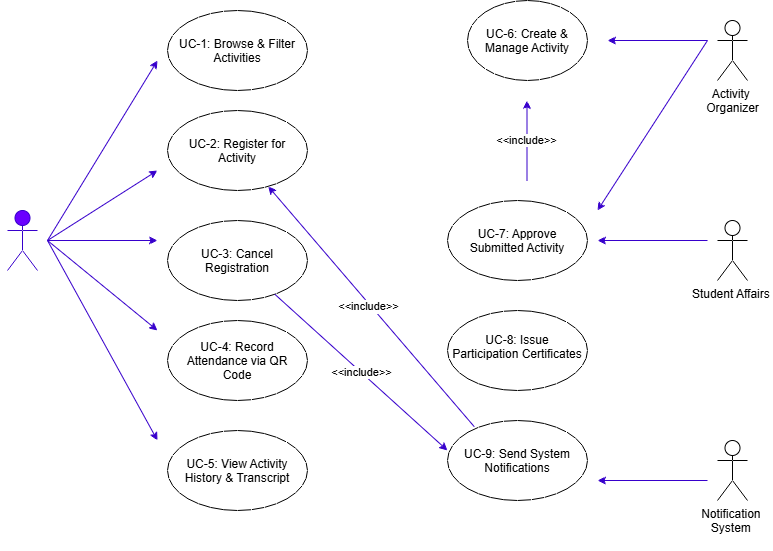 UC-1: Browse & Filter
Activities
UC-6: Create &
Manage Activity
Activity
Organizer
UC-2: Register for
Activity
<<include>>
UC-3: Cancel
Registration
UC-7: Approve
Submitted Activity
Student Affairs
<<include>>
UC-4: Record
Attendance via QR
Code
<<include>>
UC-8: Issue
Participation Certificates
UC-5: View Activity
History & Transcript
UC-9: Send System
Notifications
Notification
System